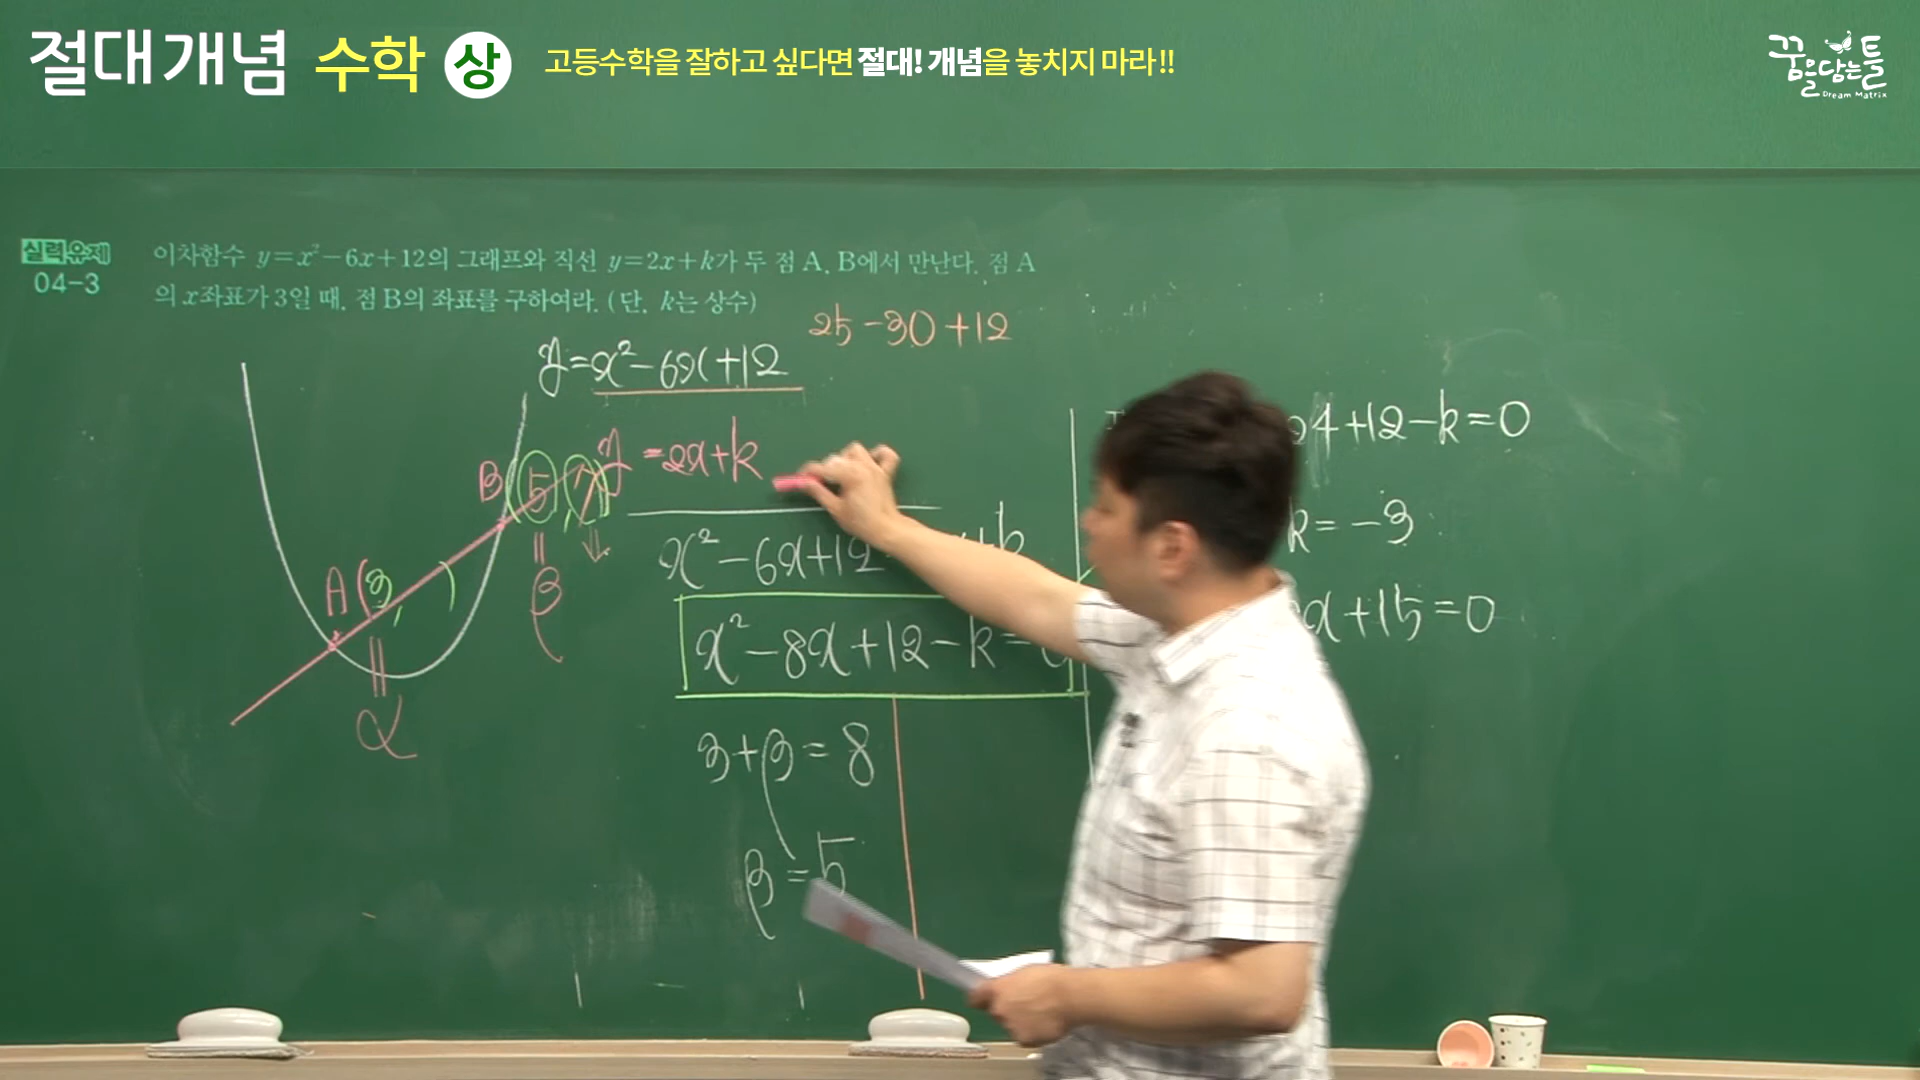 절대개념 수학 상 고등수학을 잘하고 싶다면 절대! 개념을 놓치지 마라!!
꿈을담는틀
Dream Matrix
실력유제 04-3
이차함수 y=x²-6x+12의 그래프와 직선 y=2x+k가 두 점 A, B에서 만난다. 점 A
의 x좌표가 3일 때, 점 B의 좌표를 구하여라. (단, k는 상수)
25-30+12
y=x²-6x+12
y=2x+k
B(5, 7)
A(3, )
β
α
x²-6x+12 x+k
x²-8x+12-k=0
3+β=8
β=5
24+12-k=0
k=-3
x+15=0